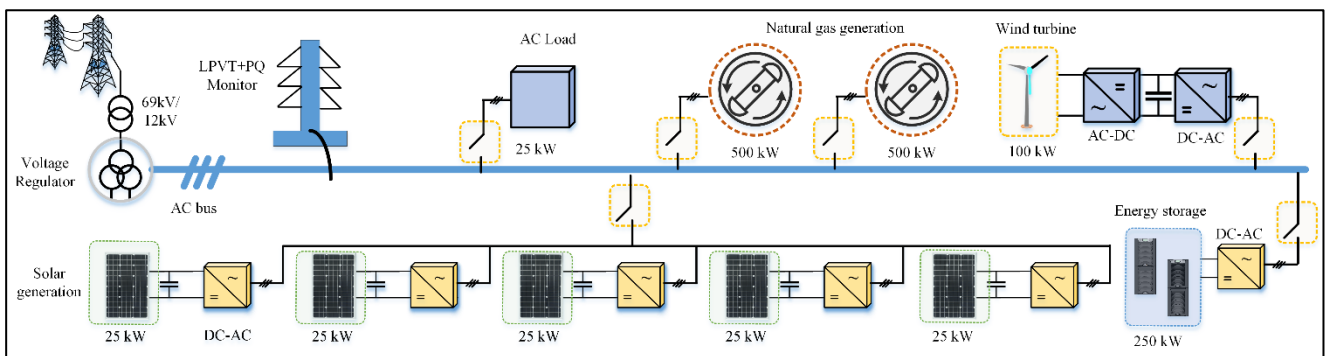 Natural gas generation
Wind turbine
AC Load
LPVT+PQ
Monitor
69kV/
12kV
Voltage
Regulator
AC bus
25 kW
500 kW
500 kW
100 kW
AC-DC
DC-AC
Energy storage
DC-AC
Solar
generation
25 kW
DC-AC
25 kW
25 kW
25 kW
25 kW
250 kW